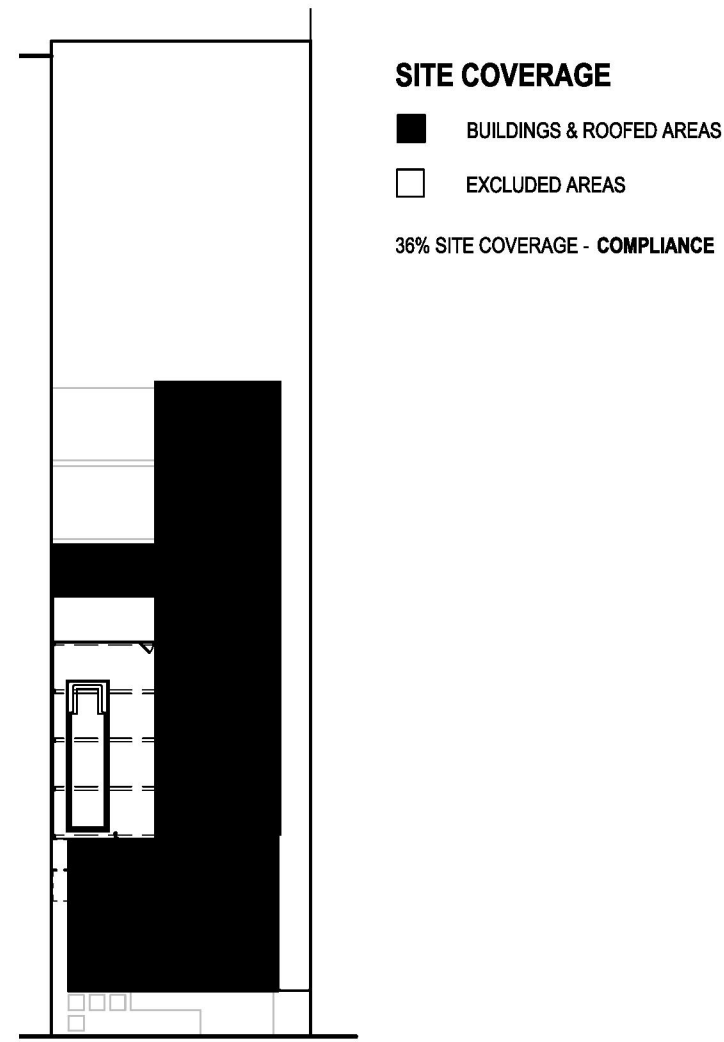 SITE COVERAGE
BUILDINGS & ROOFED AREAS
EXCLUDED AREAS
36% SITE COVERAGE - COMPLIANCE